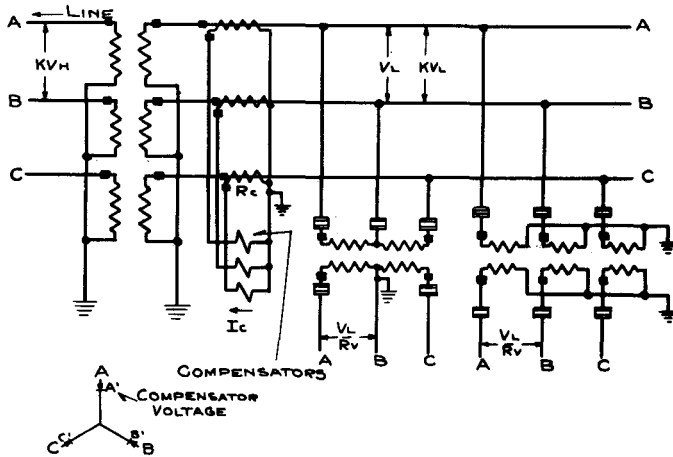 LINE
A
KVH
VL
KVL
A
B
B
C
RC
C
IC
VL
RV
A
B
C
VL
RV
A
B
C
COMPENSATORS
A
A'
COMPENSATOR
VOLTAGE
C
C'
B'
B